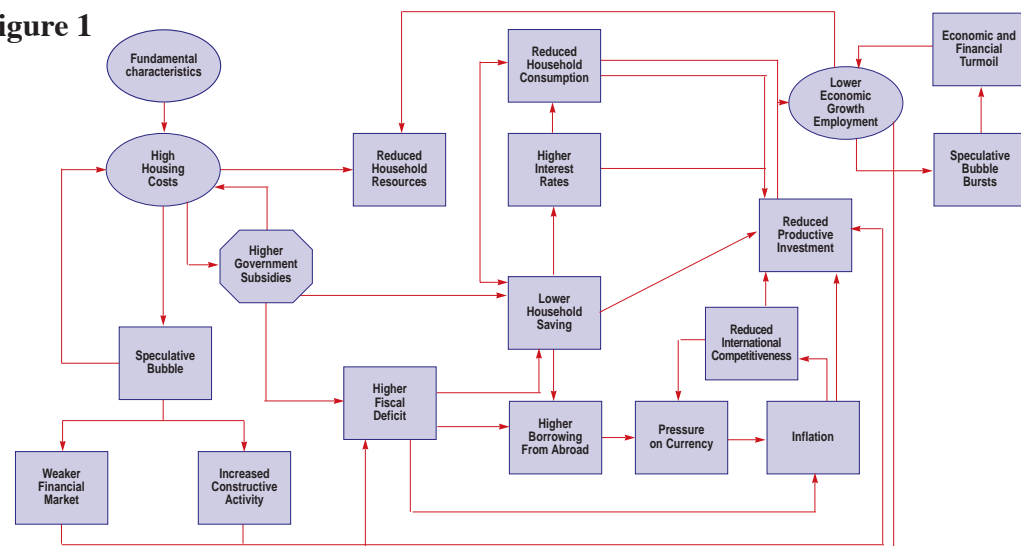 igure 1
Fundamental
characteristics
High
Housing
Costs
Reduced
Household
Resources
Higher
Government
Subsidies
Speculative
Bubble
Weaker
Financial
Market
Increased
Constructive
Activity
Higher
Fiscal
Deficit
Reduced
Household
Consumption
Higher
Interest
Rates
Lower
Household
Saving
Higher
Borrowing
From Abroad
Pressure
on Currency
Inflation
Reduced
International
Competitiveness
Reduced
Productive
Investment
Lower
Economic
Growth
Employment
Economic and
Financial
Turmoil
Speculative
Bubble
Bursts